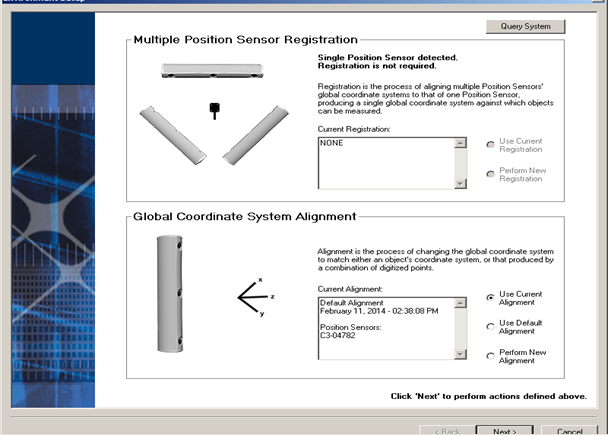 Environment Setup
Query System
Multiple Position Sensor Registration
Single Position Sensor detected.
Registration is not required.
Registration is the process of aligning multiple Position Sensors'
global coordinate systems to that of one Position Sensor,
producing a single global coordinate system against which objects
can be measured.
Current Registration:
NONE
Use Current
Registration
Perform New
Registration
Global Coordinate System Alignment
Alignment is the process of changing the global coordinate system
to match either an object's coordinate system, or that produced by
a combination of digitized points.
x
z
y
Current Alignment:
Default Alignment
February 11, 2014 - 02:38:08 PM
Position Sensors:
C3-04782
Use Current
Alignment
Use Default
Alignment
Perform New
Alignment
Click 'Next' to perform actions defined above.
< Back
Next >
Cancel